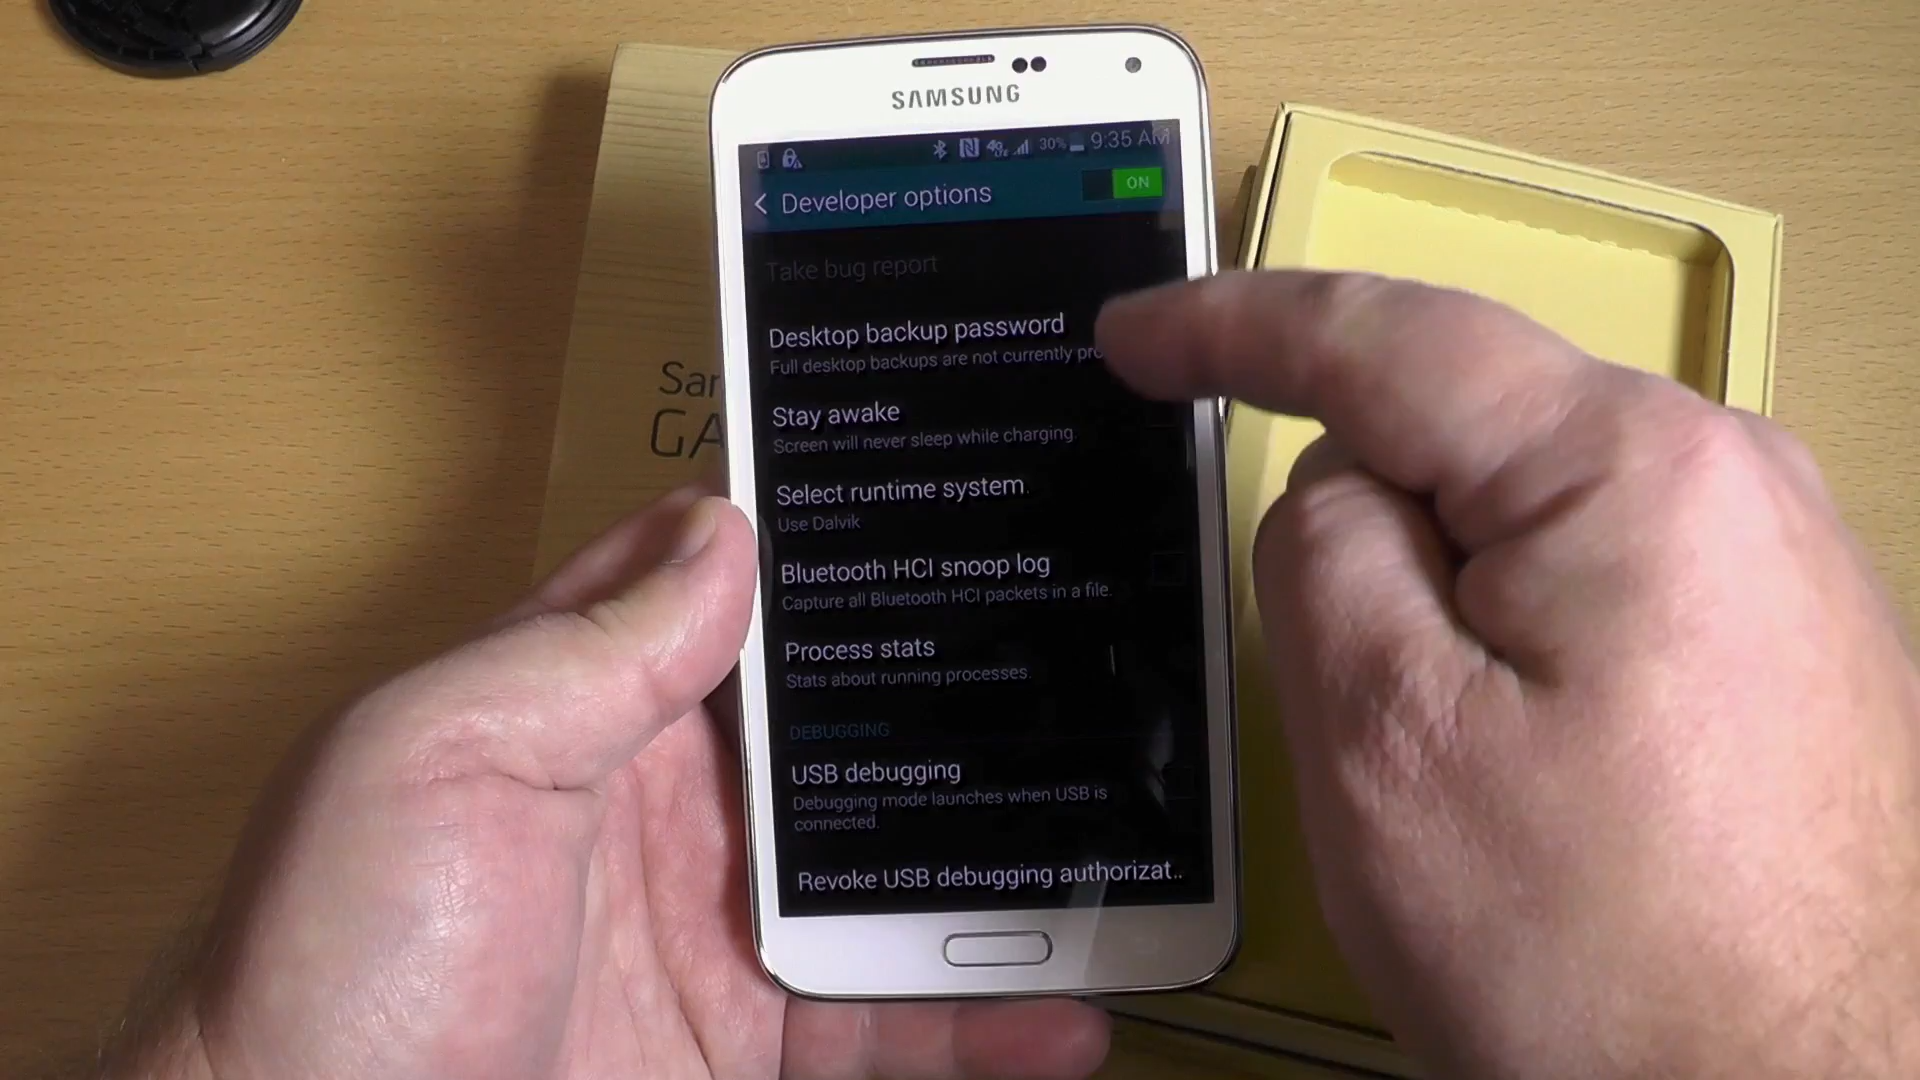 SAMSUNG
30% 9:35 AM
Developer options
ON
Take bug report
Desktop backup password
Full desktop backups are not currently
Stay awake
Screen will never sleep while charging.
Select runtime system.
Use Dalvik
Bluetooth HCI snoop log
Capture all Bluetooth HCI packets in a file.
Process stats
Stats about running processes.
DEBUGGING
USB debugging
Debugging mode launches when USB is
connected.
Revoke USB debugging authorizat..
Sam
GA